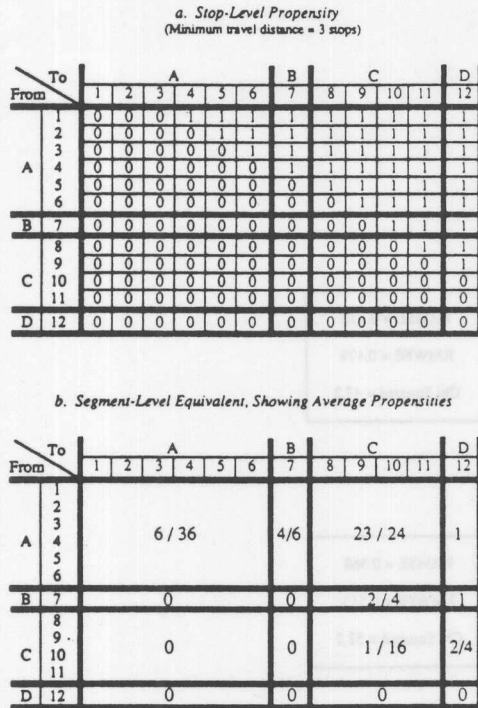 a. Stop-Level Propensity
(Minimum travel distance = 3 stops)
To A B C D
From 1 2 3 4 5 6 7 8 9 10 11 12
1 0 0 0 1 1 1 1 1 1 1 1 1
2 0 0 0 0 1 1 1 1 1 1 1 1
3 0 0 0 0 0 1 1 1 1 1 1 1
A 4 0 0 0 0 0 0 1 1 1 1 1 1
5 0 0 0 0 0 0 0 1 1 1 1 1
6 0 0 0 0 0 0 0 0 1 1 1 1
B 7 0 0 0 0 0 0 0 0 0 1 1 1
8 0 0 0 0 0 0 0 0 0 0 1 1
9 0 0 0 0 0 0 0 0 0 0 0 1
C 10 0 0 0 0 0 0 0 0 0 0 0 0
11 0 0 0 0 0 0 0 0 0 0 0 0
D 12 0 0 0 0 0 0 0 0 0 0 0 0
b. Segment-Level Equivalent, Showing Average Propensities
To A B C D
From 1 2 3 4 5 6 7 8 9 10 11 12
1
2
3
A 4 6 / 36 4/6 23 / 24 1
5
6
B 7 0 0 2 / 4 1
8
9
C 10 0 0 1 / 16 2/4
11
D 12 0 0 0 0